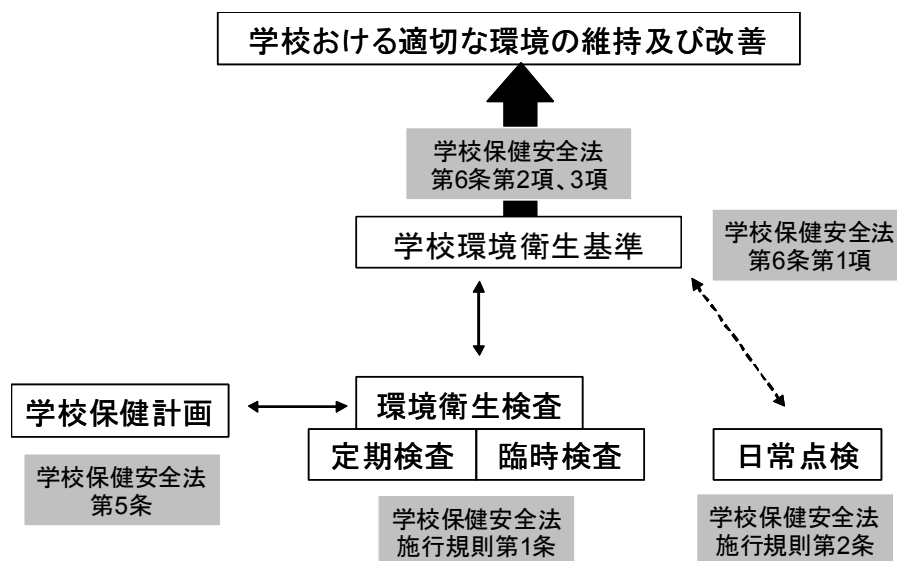 学校おける適切な環境の維持及び改善
学校保健安全法
第6条第2項、3項
学校環境衛生基準
学校保健安全法
第6条第1項
学校保健計画
環境衛生検査
定期検査
臨時検査
日常点検
学校保健安全法
第5条
学校保健安全法
施行規則第1条
学校保健安全法
施行規則第2条